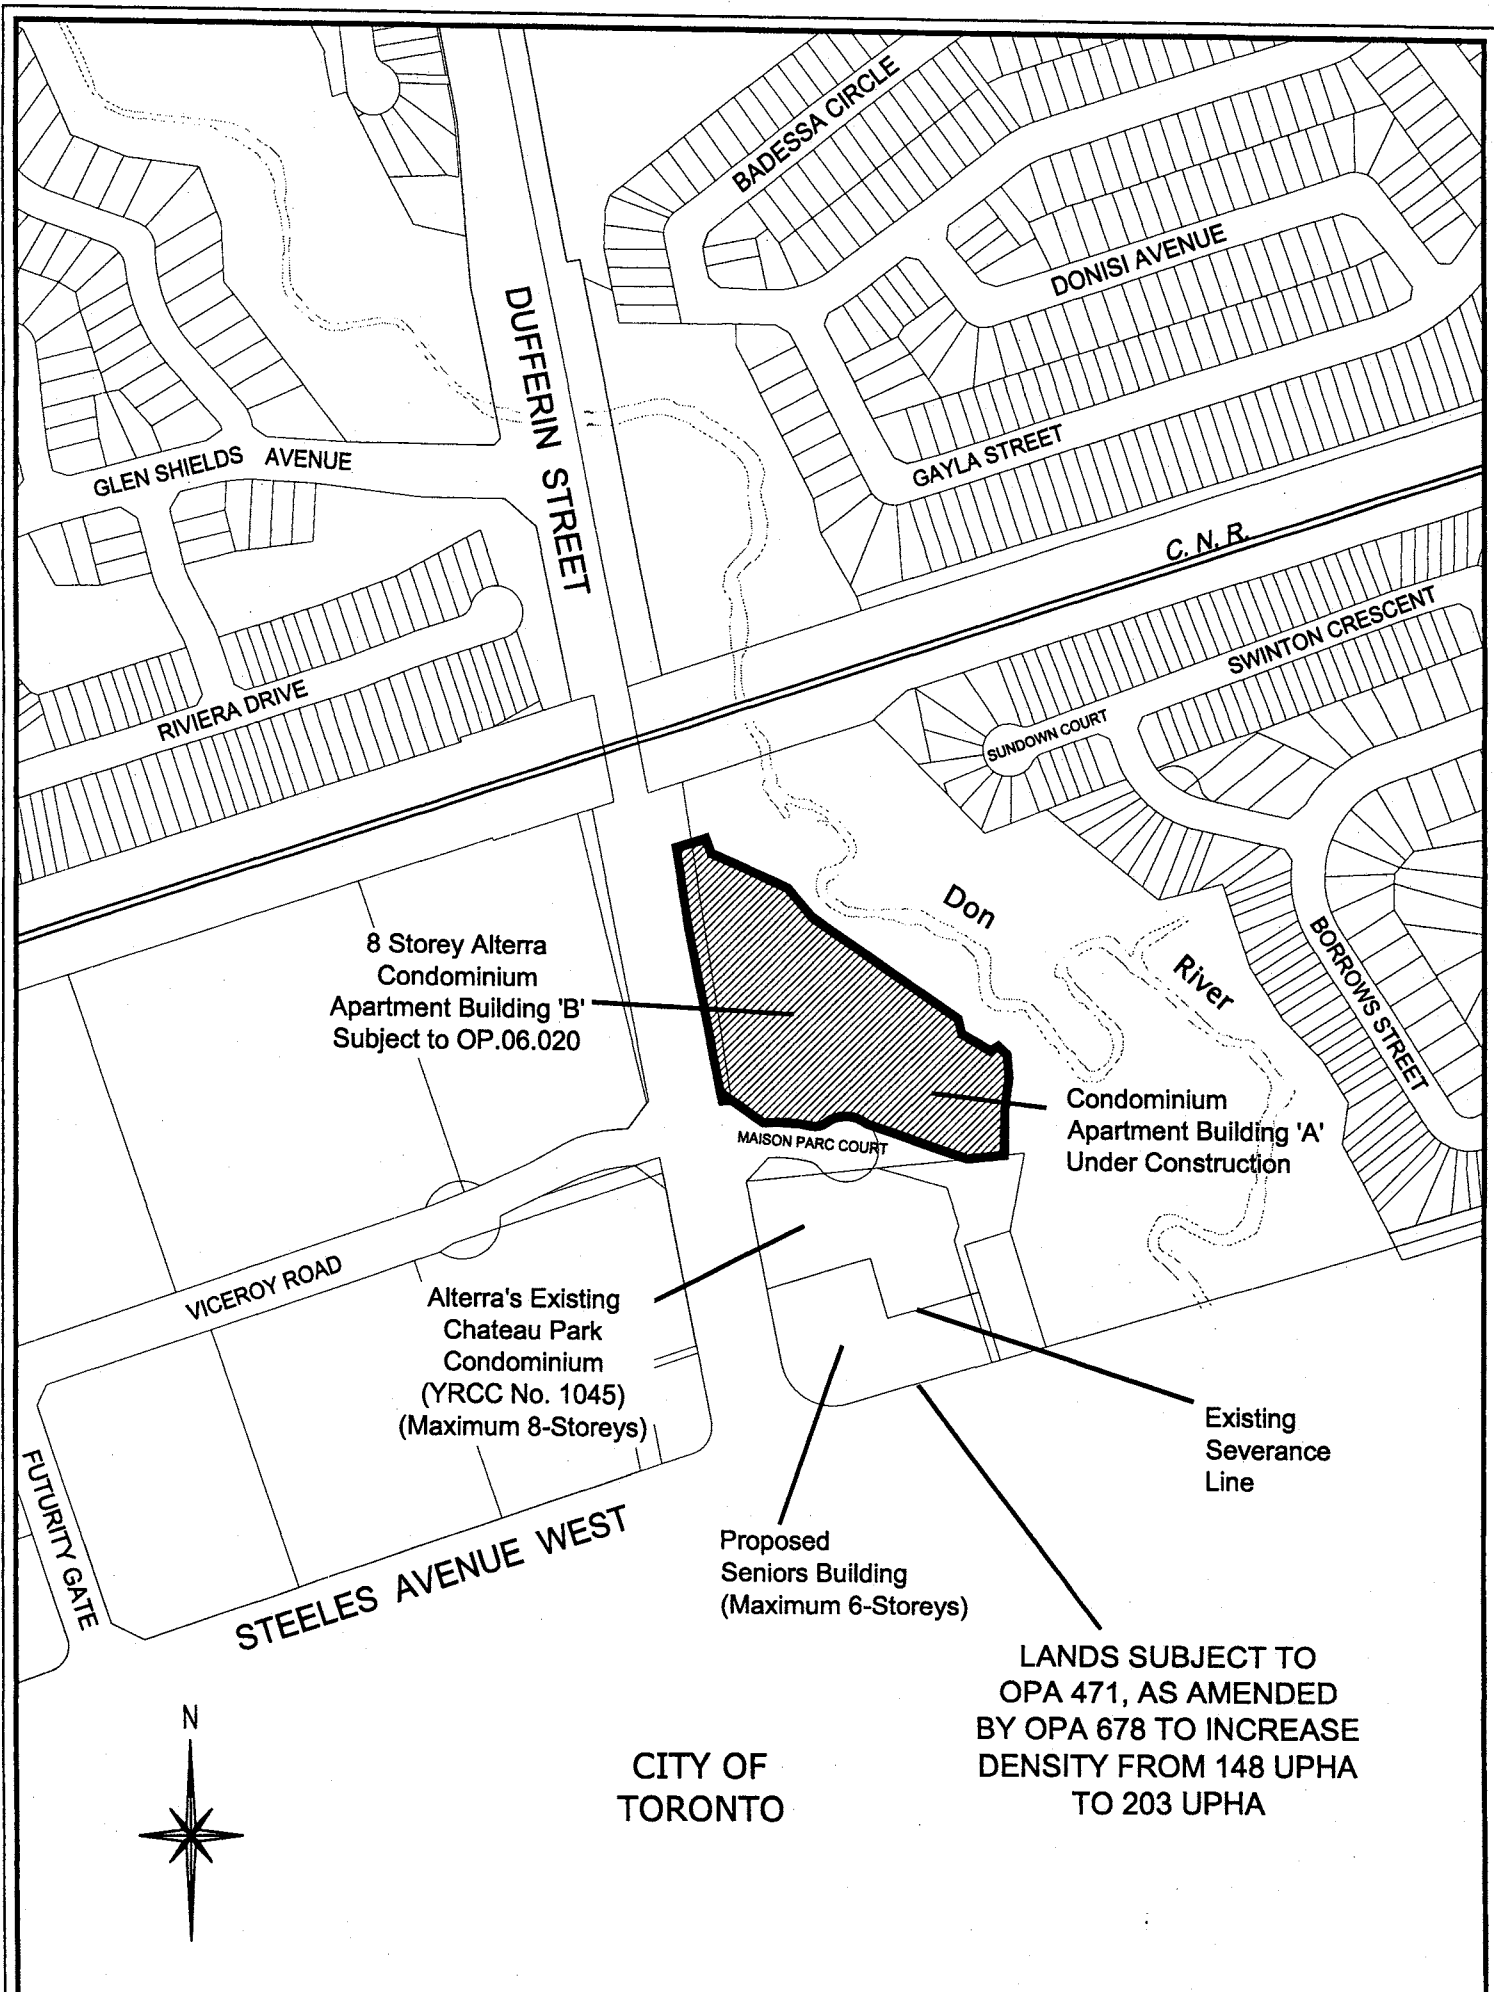 BADESSA CIRCLE
DONISI AVENUE
DUFFERIN STREET
GAYLA STREET
GLEN SHIELDS AVENUE
C. N. R.
SWINTON CRESCENT
RIVIERA DRIVE
SUNDOWN COURT
Don
River
BORROWS STREET
8 Storey Alterra
Condominium
Apartment Building 'B'
Subject to OP.06.020
Condominium
Apartment Building 'A'
Under Construction
MAISON PARC COURT
VICEROY ROAD
Alterra's Existing
Chateau Park
Condominium
(YRCC No. 1045)
(Maximum 8-Storeys)
Existing
Severance
Line
FUTURITY GATE
STEELES AVENUE WEST
Proposed
Seniors Building
(Maximum 6-Storeys)
LANDS SUBJECT TO
OPA 471, AS AMENDED
BY OPA 678 TO INCREASE
DENSITY FROM 148 UPHA
TO 203 UPHA
N
CITY OF
TORONTO